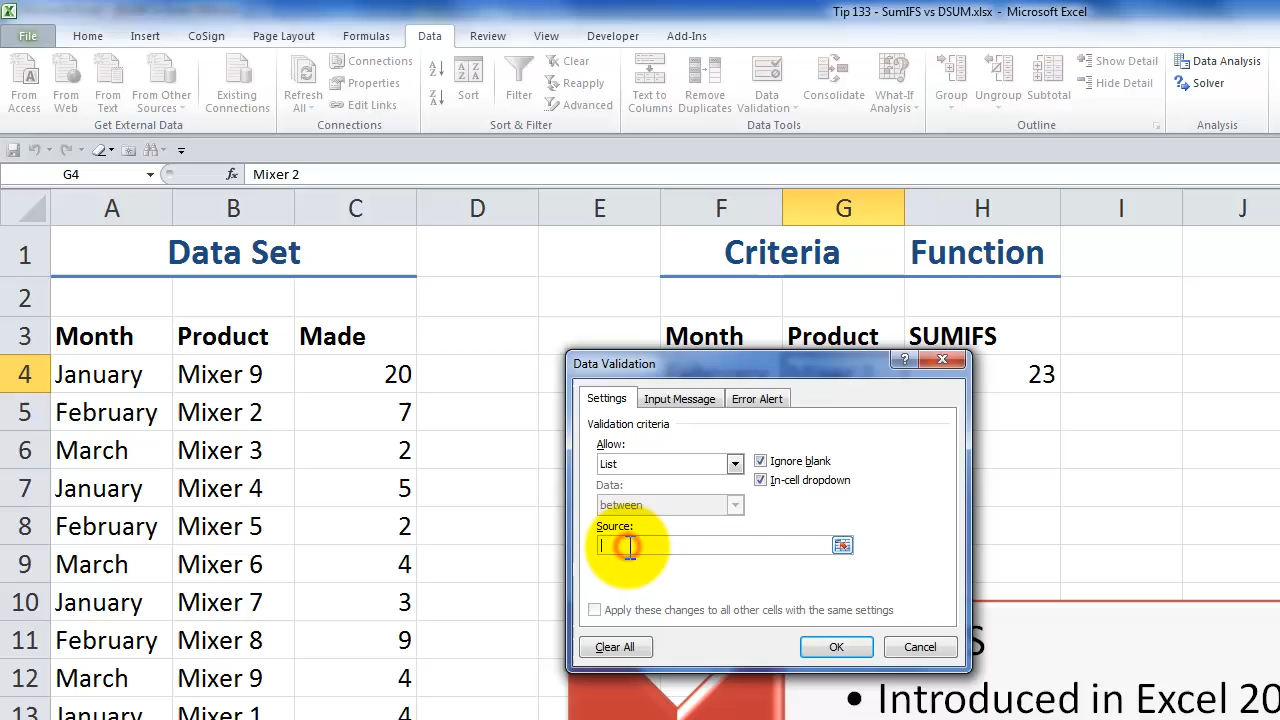 Tip 133 - SumIFS vs DSUM.xlsx - Microsoft Excel
File Home Insert CoSign Page Layout Formulas Data Review View Developer Add-Ins
From Access
From Web
From Text
From Other Sources
Existing Connections
Get External Data
Refresh All
Connections
Properties
Edit Links
Connections
Sort
Filter
Clear
Reapply
Advanced
Sort & Filter
Text to Columns
Remove Duplicates
Data Validation
Consolidate
What-If Analysis
Data Tools
Group
Ungroup
Subtotal
Show Detail
Hide Detail
Outline
Data Analysis
Solver
Analysis
G4 fx Mixer 2
A B C D E F G H I J
1 Data Set Criteria Function
2
3 Month Product Made Month Product SUMIFS
4 January Mixer 9 20 23
5 February Mixer 2 7
6 March Mixer 3 2
7 January Mixer 4 5
8 February Mixer 5 2
9 March Mixer 6 4
10 January Mixer 7 3
11 February Mixer 8 9
12 March Mixer 9 4
13 January Mixer 1 4
Data Validation
Settings Input Message Error Alert
Validation criteria
Allow:
List
Ignore blank
In-cell dropdown
Data:
between
Source:
Apply these changes to all other cells with the same settings
Clear All OK Cancel
• Introduced in Excel 20